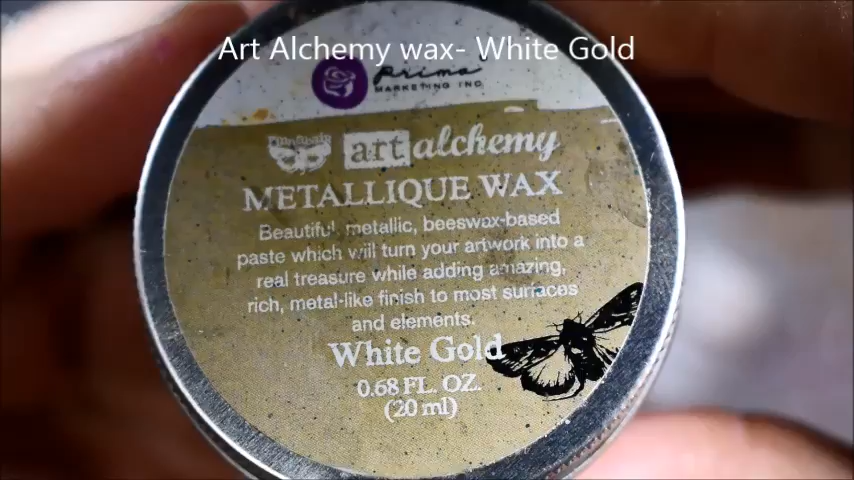 Art Alchemy wax- White Gold
prima
MARKETING INC
art alchemy
METALLIQUE WAX
Beautiful, metallic, beeswax-based
paste which will turn your artwork into a
real treasure while adding amazing,
rich, metal-like finish to most surfaces
and elements.
White Gold
0.68 FL. OZ.
(20 ml)